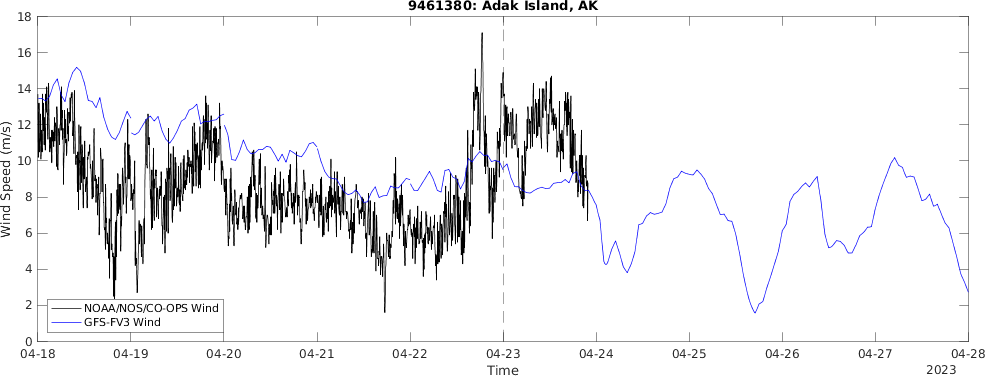 9461380: Adak Island, AK
Wind Speed (m/s)
18
16
14
12
10
8
6
4
2
0
NOAA/NOS/CO-OPS Wind
GFS-FV3 Wind
04-18 04-19 04-20 04-21 04-22 04-23 04-24 04-25 04-26 04-27 04-28
Time
2023